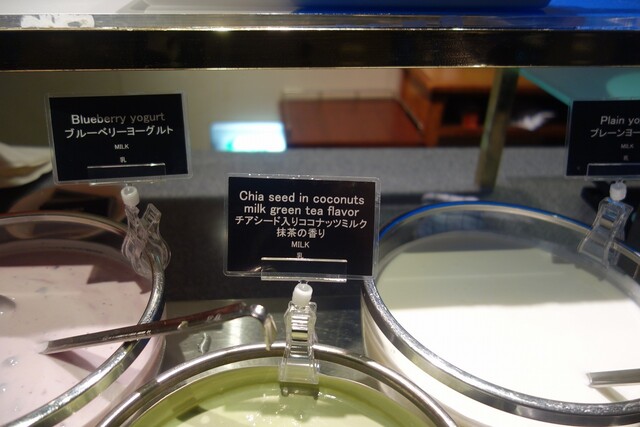 Blueberry yogurt
ブルーベリーヨーグルト
MILK
乳
Chia seed in coconuts
milk green tea flavor
チアシード入りココナッツミルク
抹茶の香り
MILK
乳
Plain yo
プレーンヨー
MILK
乳